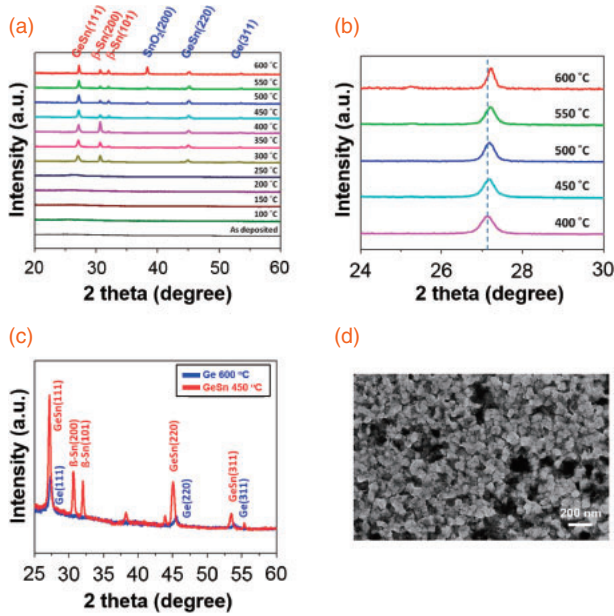 (a)
GeSn(111)
β-Sn(200)
β-Sn(101)
SnO2(200)
GeSn(220)
Ge(311)
Intensity (a.u.)
600 °C
550 °C
500 °C
450 °C
400 °C
350 °C
300 °C
250 °C
200 °C
150 °C
100 °C
As deposited
20 30 40 50 60
2 theta (degree)
(b)
Intensity (a.u.)
600 °C
550 °C
500 °C
450 °C
400 °C
24 26 28 30
2 theta (degree)
(c)
Intensity (a.u.)
Ge 600 °C
GeSn 450 °C
GeSn(111)
Ge(111)
ß-Sn(200)
ß-Sn(101)
GeSn(220)
Ge(220)
GeSn(311)
Ge(311)
25 30 35 40 45 50 55 60
2 theta (degree)
(d)
200 nm